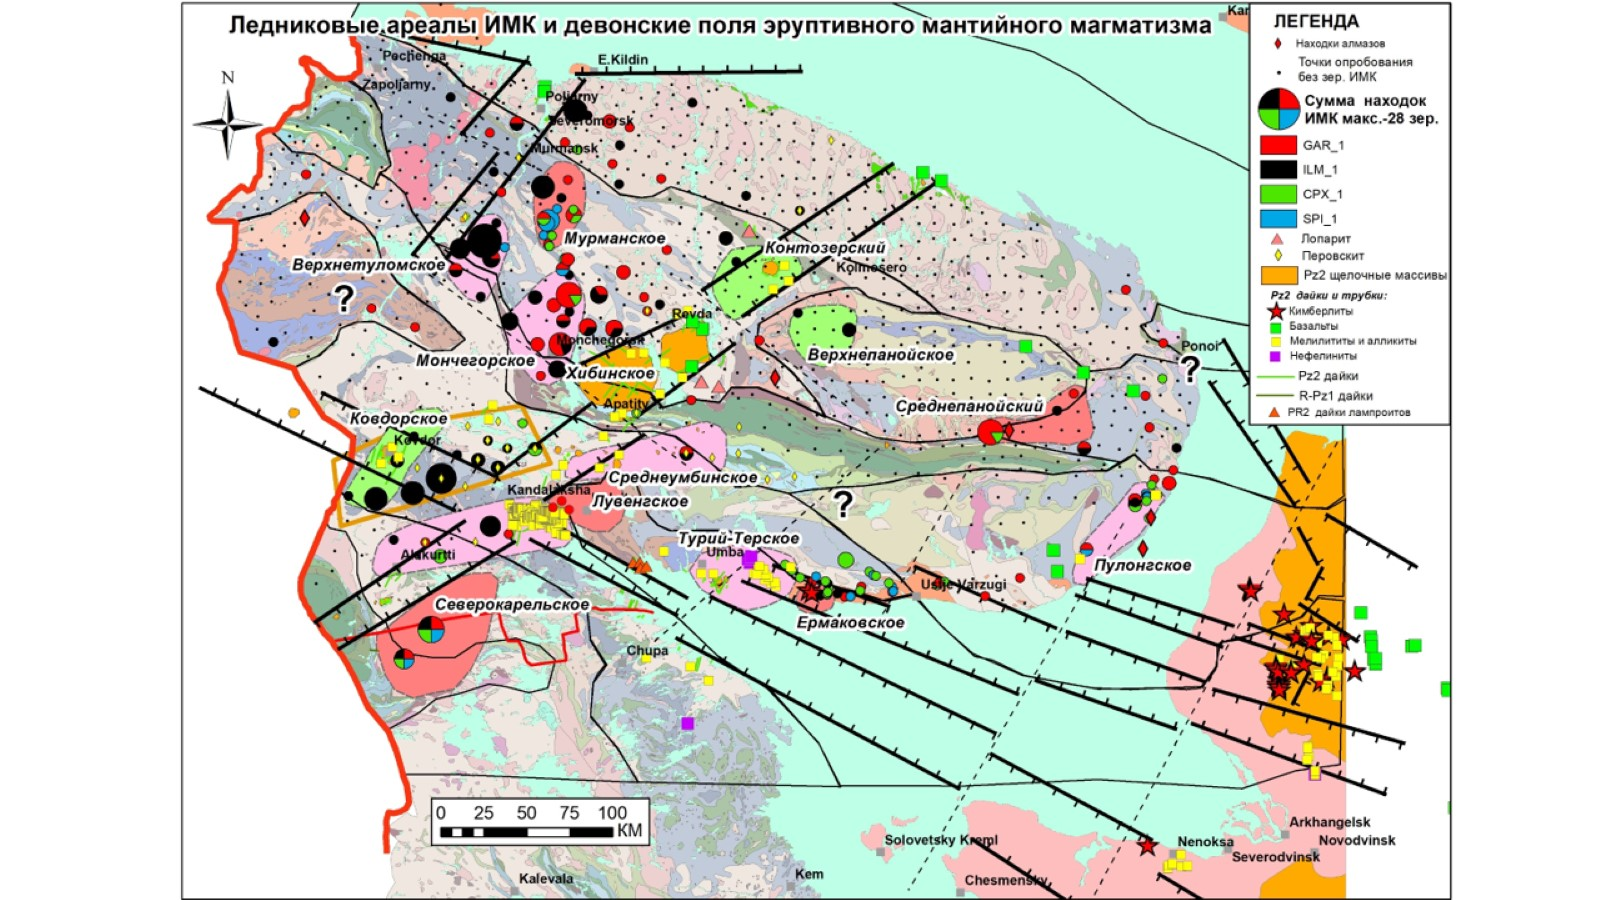 Ледниковые ареалы ИМК и девонские поля эруптивного мантийного магматизма
Kar
ЛЕГЕНДА
Находки алмазов
Точки опробования
без зер. ИМК
Сумма находок
ИМК макс.-28 зер.
GAR_1
ILM_1
CPX_1
SPI_1
Лопарит
Перовскит
Pz2 щелочные массивы
Pz2 дайки и трубки:
Кимберлиты
Базальты
Мелилититы и алликиты
Нефелиниты
Pz2 дайки
R-Pz1 дайки
PR2 дайки лампроитов
N
Pechenga
E.Kildin
Zapoljarny
Poljarny
Severomorsk
Murmansk
Мурманское
Контозерский
Верхнетуломское
Kolmosero
?
Revda
Monchegorsk
Ponoi
Верхнепанойское
Мончегорское
?
Хибинское
Apatity
Среднепанойский
Ковдорское
Kovdor
Среднеумбинское
Kandalaksha
Лувенгское
?
Турий-Терское
Umba
Alakurtti
Пулонгское
Ustje Varzugi
Северокарельское
Ермаковское
Chupa
0 25 50 75 100
КМ
Arkhangelsk
Solovetsky Kreml
Nenoksa
Novodvinsk
Severodvinsk
Kalevala
Kem
Chesmensky